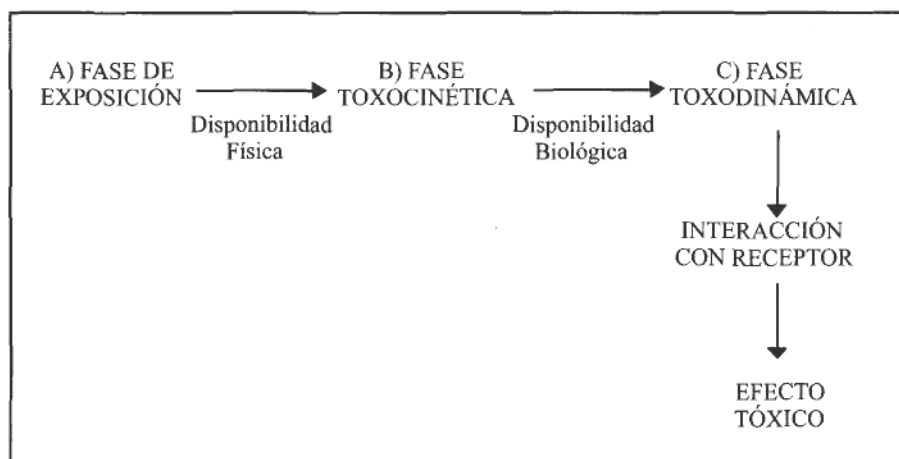 A) FASE DE
EXPOSICIÓN
Disponibilidad
Física
B) FASE
TOXOCINÉTICA
Disponibilidad
Biológica
C) FASE
TOXODINÁMICA
INTERACCIÓN
CON RECEPTOR
EFECTO
TÓXICO